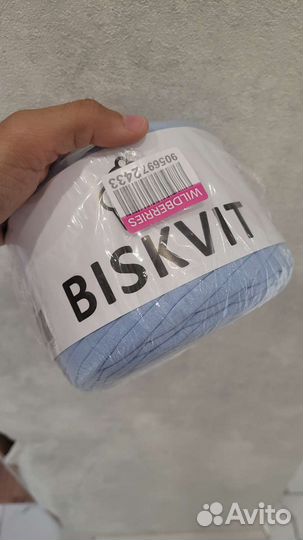 9056972433
WILDBERRIES
BISKVIT
Avito